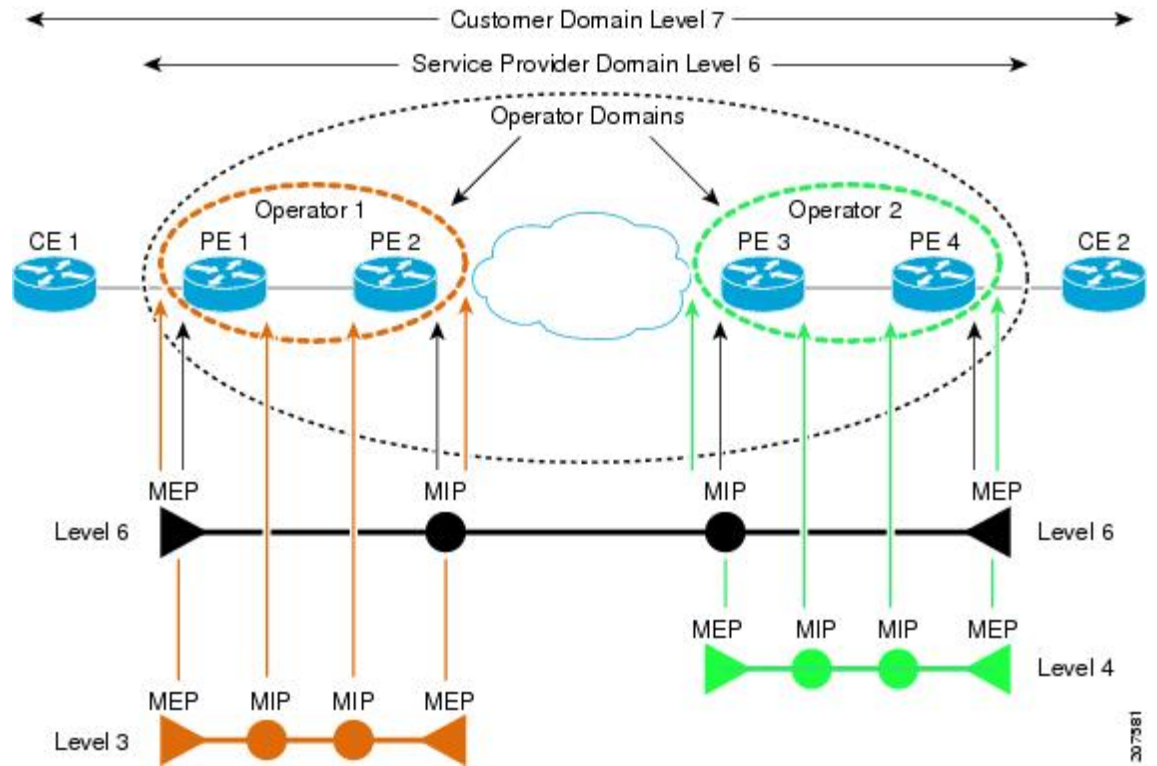 Customer Domain Level 7
Service Provider Domain Level 6
Operator Domains
Operator 1
Operator 2
CE 1
PE 1
PE 2
PE 3
PE 4
CE 2
MEP
MIP
MIP
MEP
Level 6
Level 6
MEP
MIP
MIP
MEP
Level 4
MEP
MIP
MIP
MEP
Level 3
207581